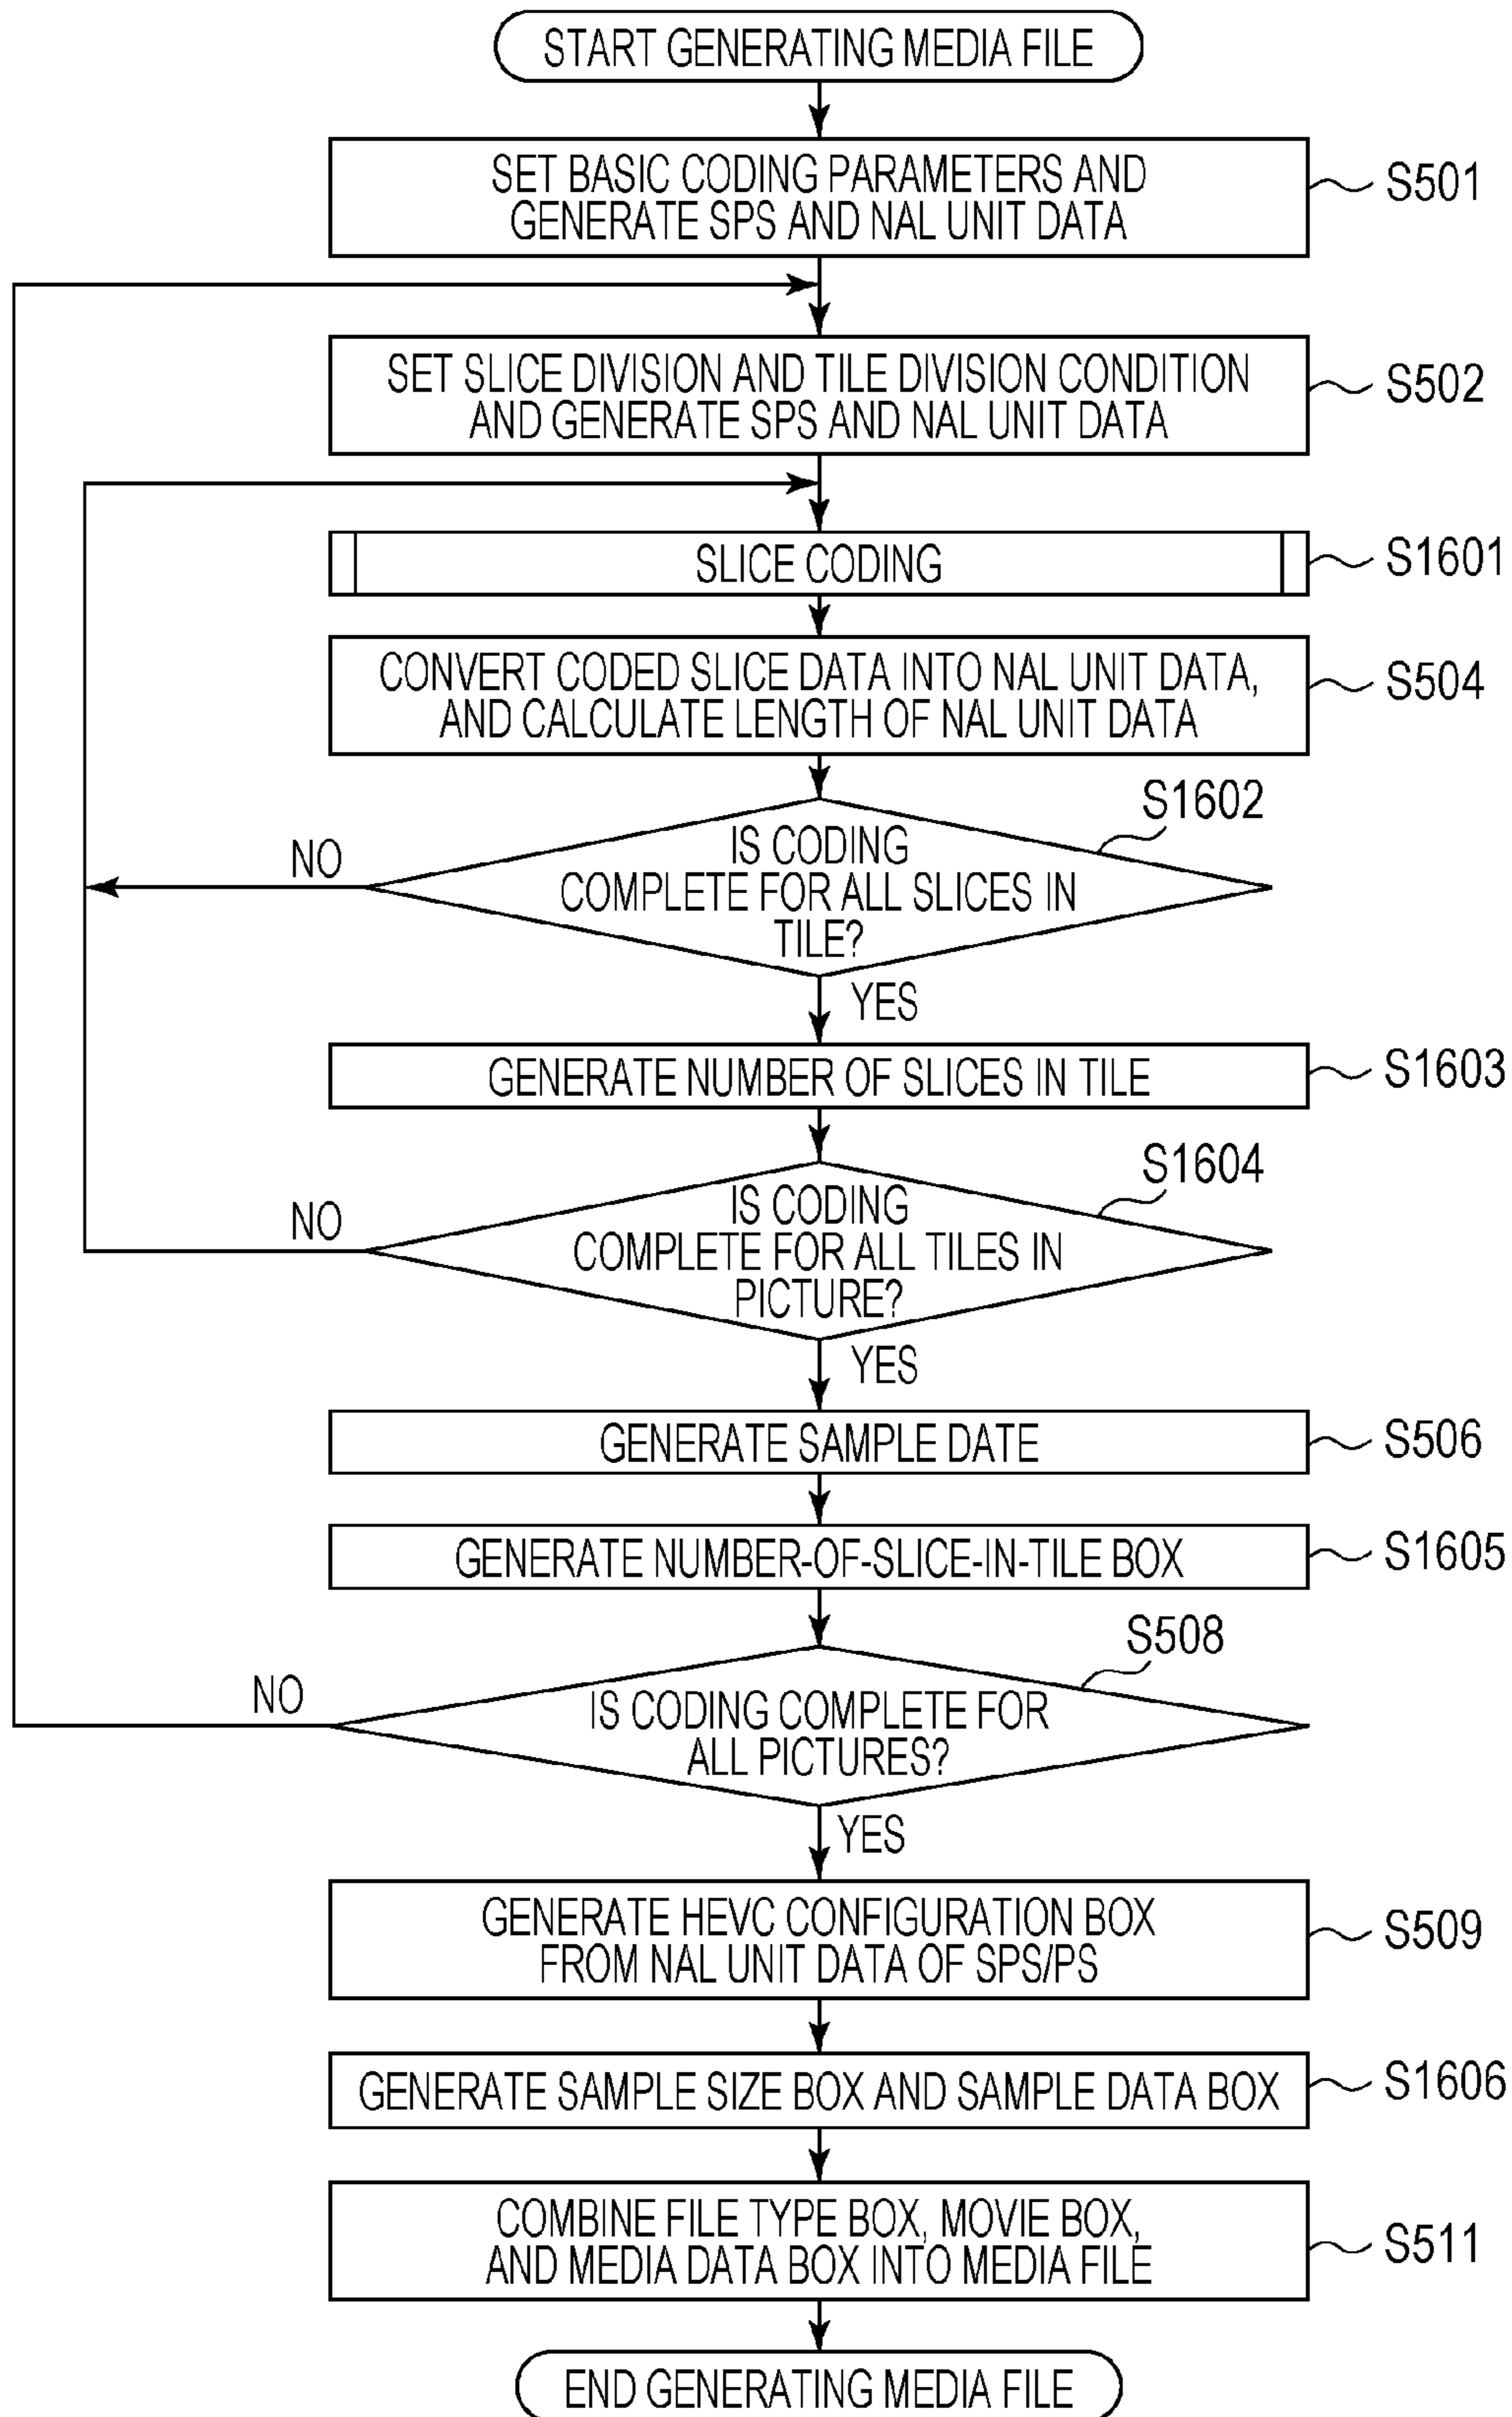 START GENERATING MEDIA FILE
SET BASIC CODING PARAMETERS AND
GENERATE SPS AND NAL UNIT DATA
S501
SET SLICE DIVISION AND TILE DIVISION CONDITION
AND GENERATE SPS AND NAL UNIT DATA
S502
SLICE CODING
S1601
CONVERT CODED SLICE DATA INTO NAL UNIT DATA,
AND CALCULATE LENGTH OF NAL UNIT DATA
S504
S1602
NO
IS CODING
COMPLETE FOR ALL SLICES IN
TILE?
YES
GENERATE NUMBER OF SLICES IN TILE
S1603
S1604
NO
IS CODING
COMPLETE FOR ALL TILES IN
PICTURE?
YES
GENERATE SAMPLE DATE
S506
GENERATE NUMBER-OF-SLICE-IN-TILE BOX
S1605
S508
NO
IS CODING COMPLETE FOR
ALL PICTURES?
YES
GENERATE HEVC CONFIGURATION BOX
FROM NAL UNIT DATA OF SPS/PS
S509
GENERATE SAMPLE SIZE BOX AND SAMPLE DATA BOX
S1606
COMBINE FILE TYPE BOX, MOVIE BOX,
AND MEDIA DATA BOX INTO MEDIA FILE
S511
END GENERATING MEDIA FILE